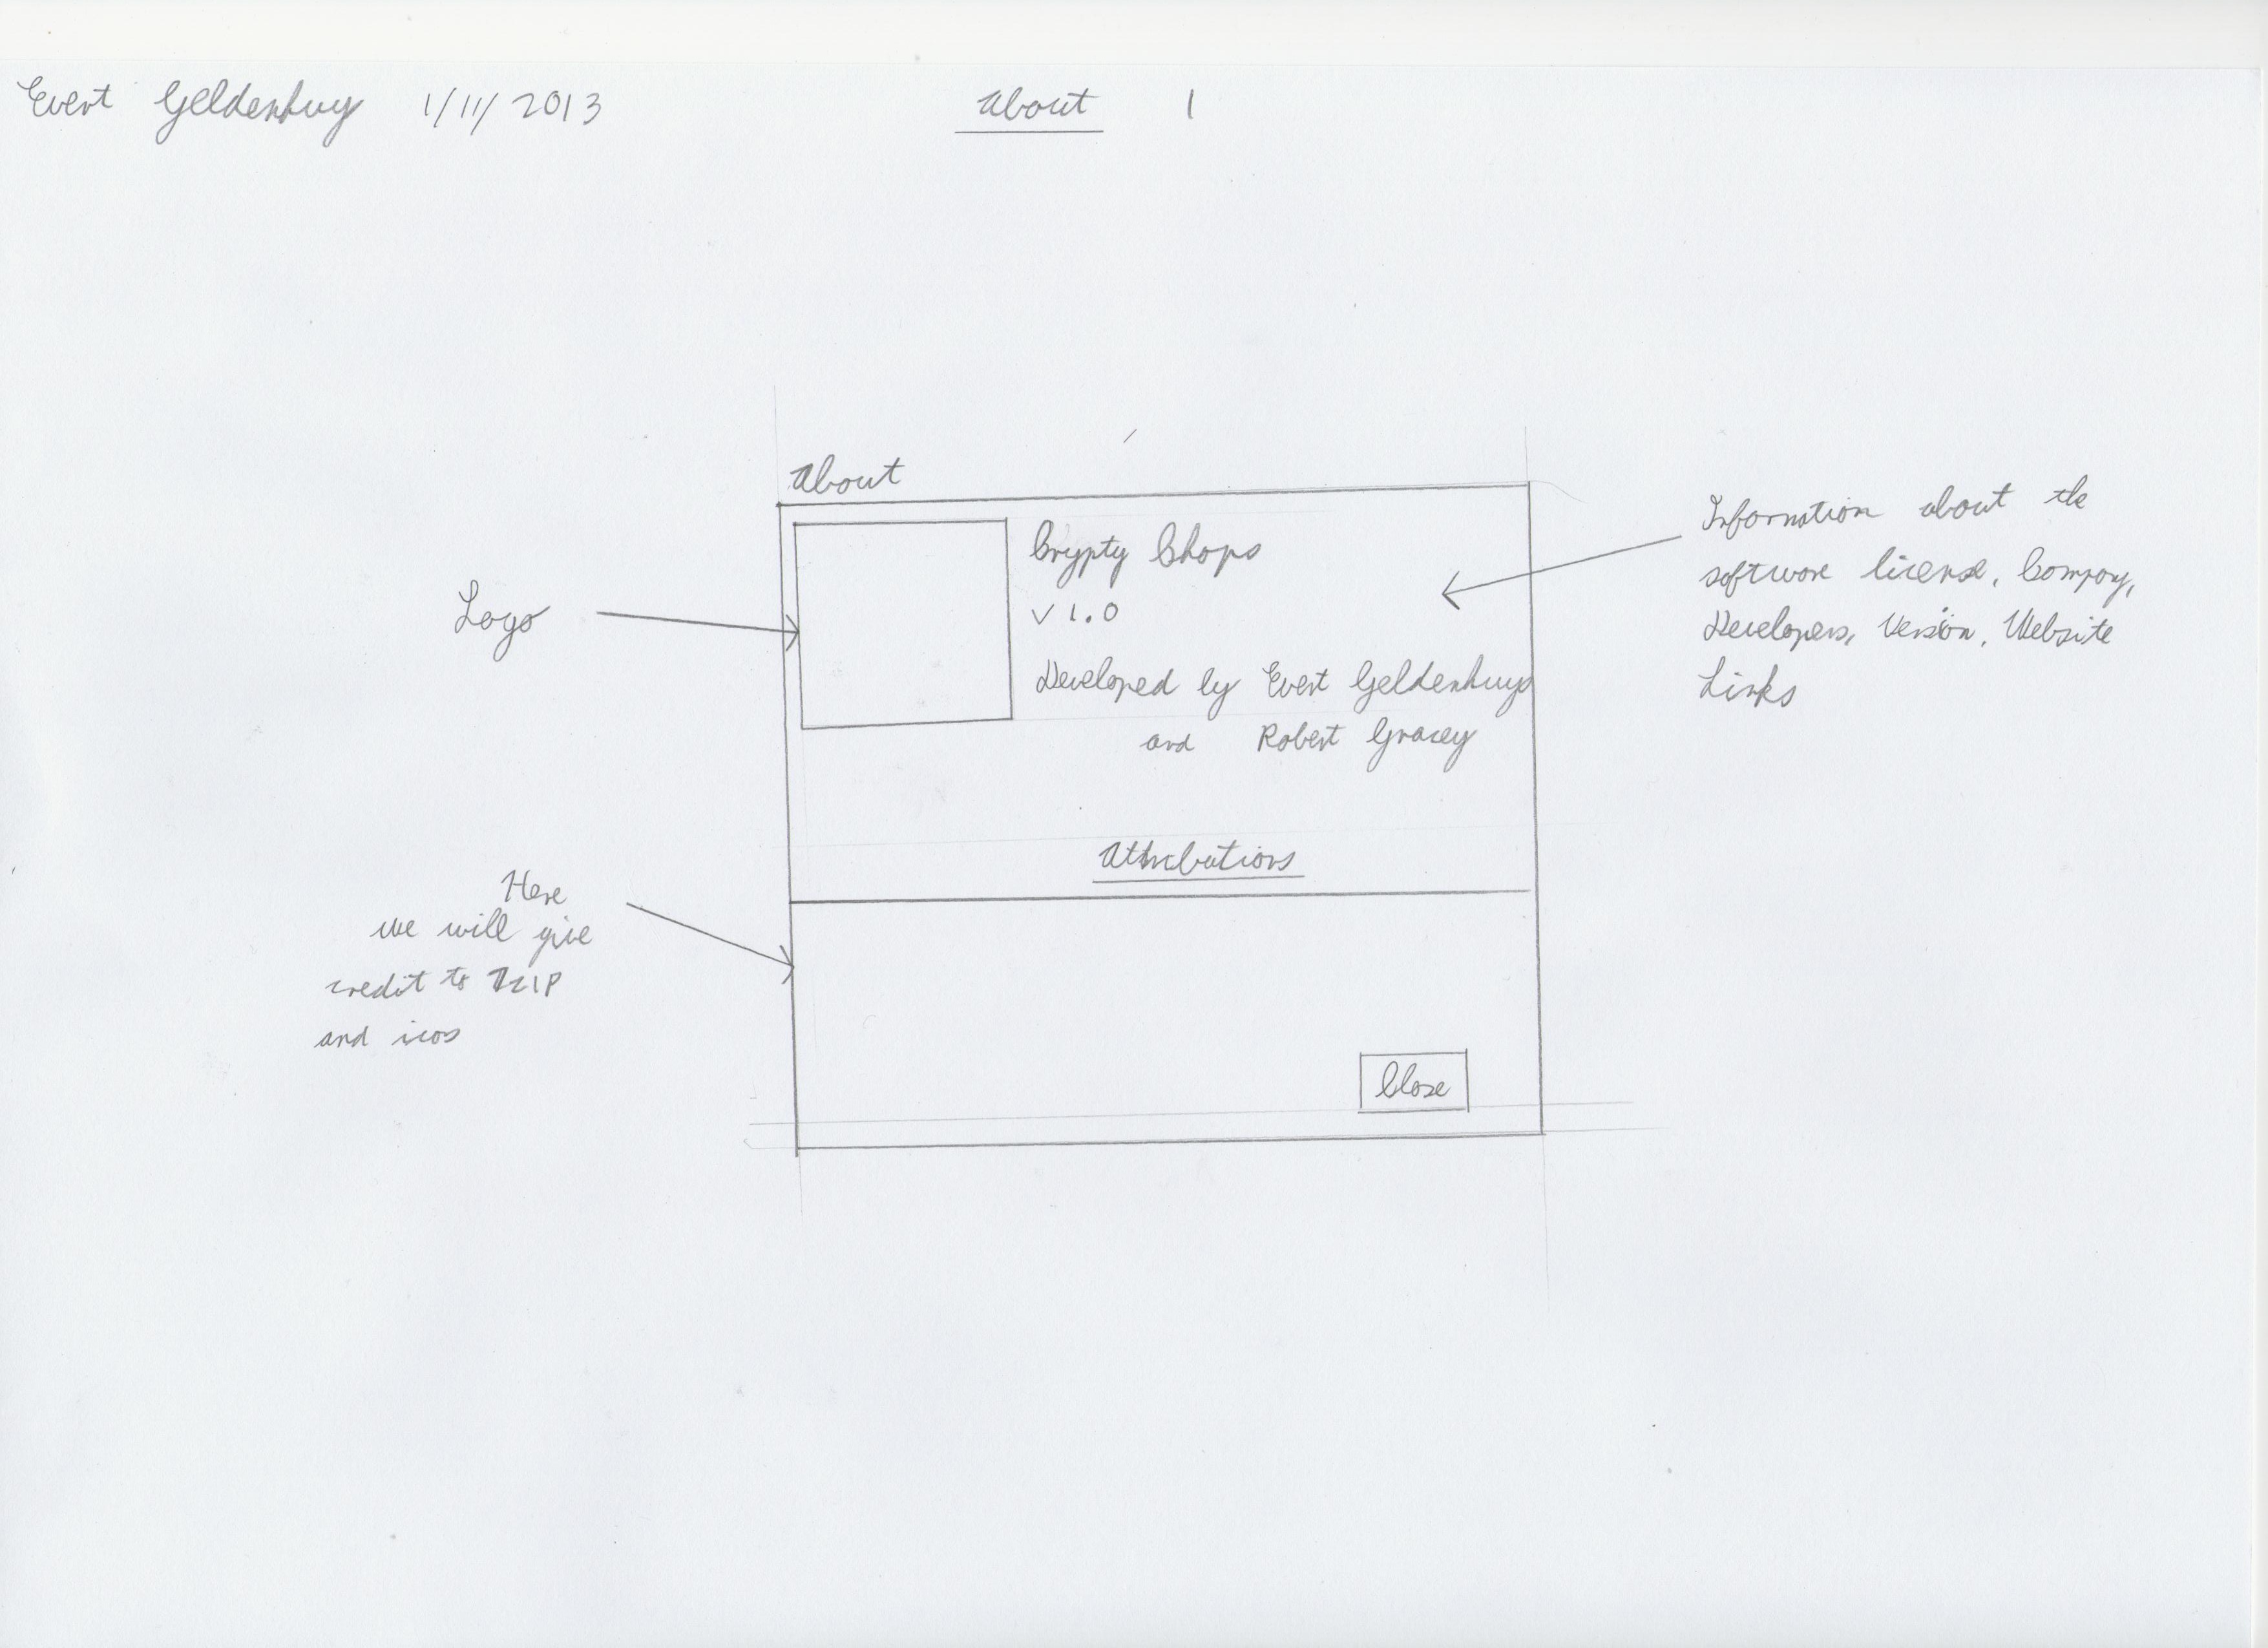 Evert Geldenhuys 1/11/2013
About 1
About
Crypty Chops
v 1.0
Developed by Evert Geldenhuys
and Robert Gracey
Logo
Information about the
software license, Company,
Developers, Version, Website
Links
Attributions
Here
we will give
credit to 7ZIP
and icos
Close